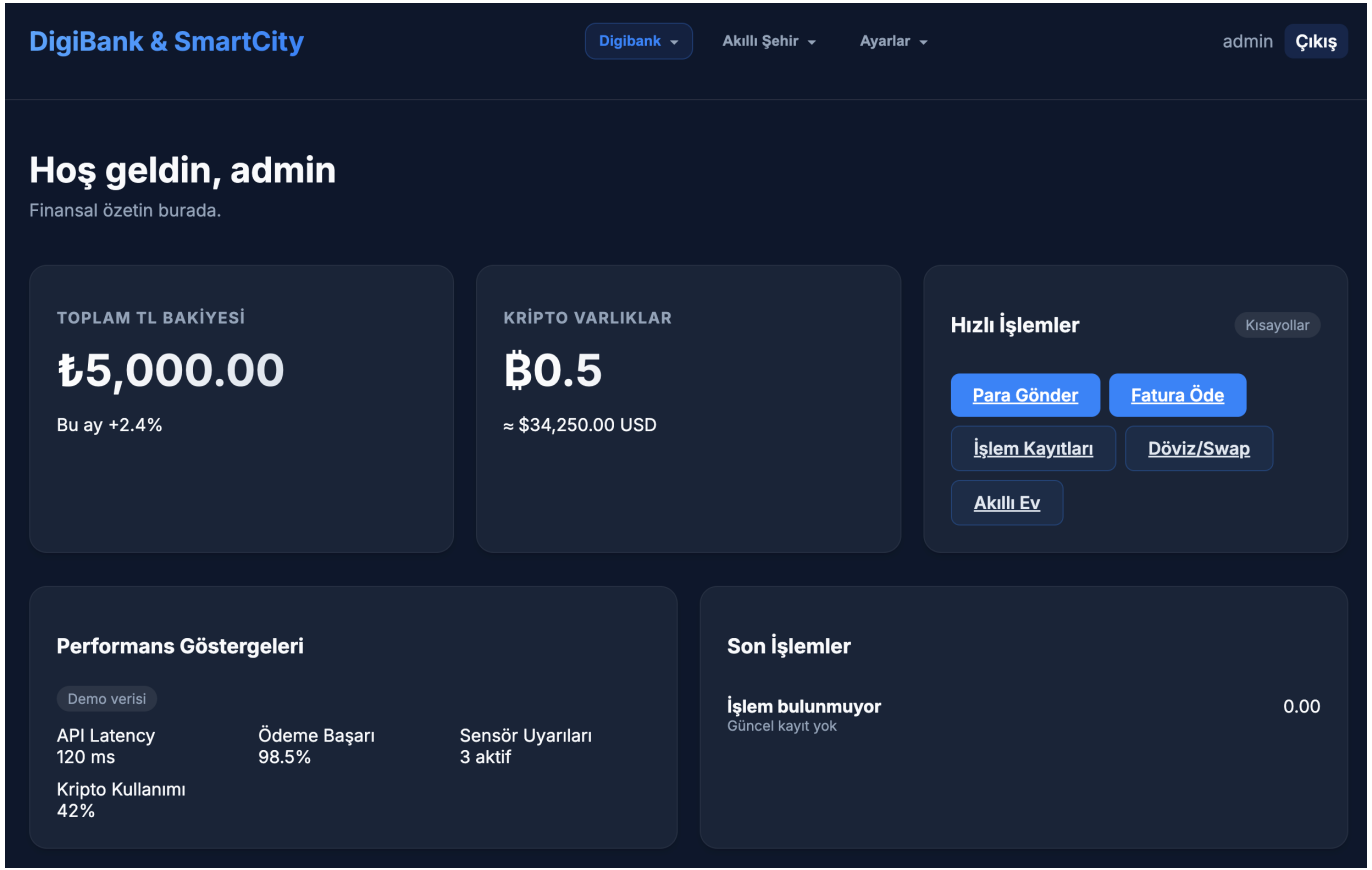 DigiBank & SmartCity
Digibank
Akıllı Şehir
Ayarlar
admin
Çıkış
Hoş geldin, admin
Finansal özetin burada.
TOPLAM TL BAKİYESİ
₺5,000.00
Bu ay +2.4%
KRİPTO VARLIKLAR
₿0.5
≈ $34,250.00 USD
Hızlı İşlemler
Kısayollar
Para Gönder
Fatura Öde
İşlem Kayıtları
Döviz/Swap
Akıllı Ev
Performans Göstergeleri
Demo verisi
API Latency
120 ms
Ödeme Başarı
98.5%
Sensör Uyarıları
3 aktif
Kripto Kullanımı
42%
Son İşlemler
İşlem bulunmuyor
0.00
Güncel kayıt yok